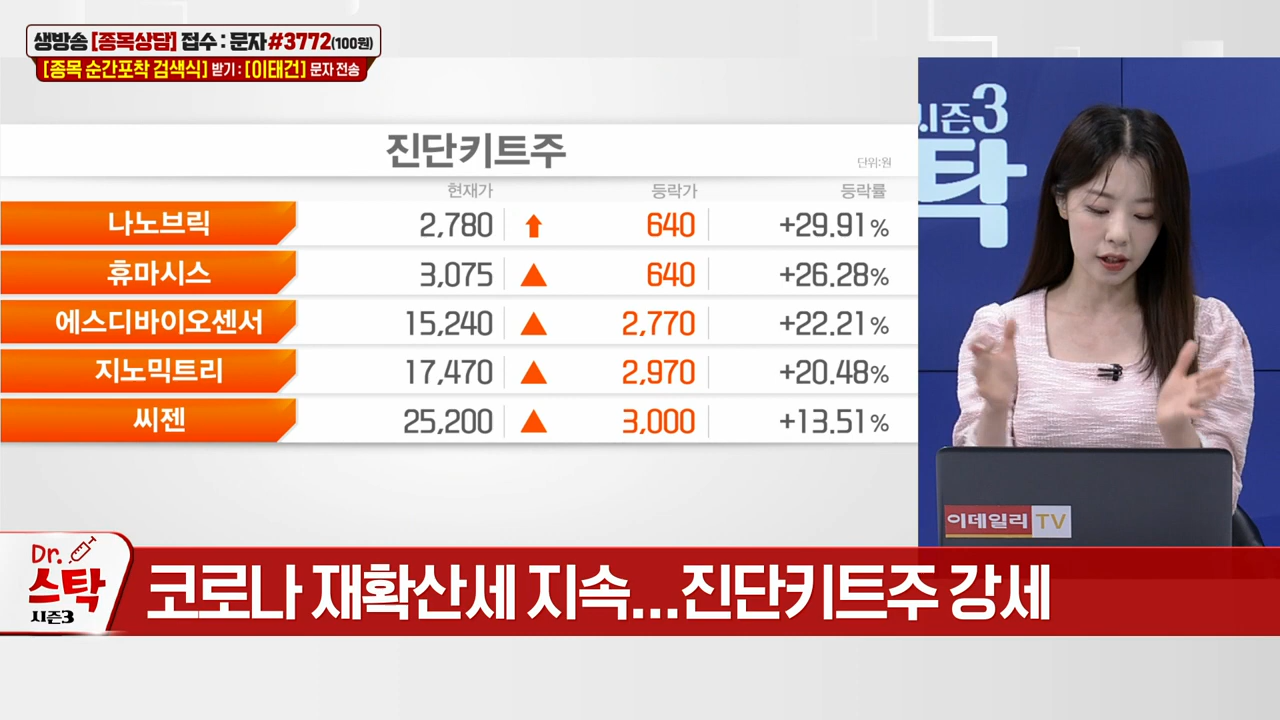 생방송 [종목상담] 접수 : 문자#3772(100원)
[종목 순간포착 검색식] 받기 : [이태건] 문자 전송
진단키트주
단위:원
현재가 등락가 등락률
나노브릭 2,780 ⬆ 640 +29.91%
휴마시스 3,075 ▲ 640 +26.28%
에스디바이오센서 15,240 ▲ 2,770 +22.21%
지노믹트리 17,470 ▲ 2,970 +20.48%
씨젠 25,200 ▲ 3,000 +13.51%
시즌3
탁
이데일리 TV
Dr.
스탁
시즌3
코로나 재확산세 지속...진단키트주 강세